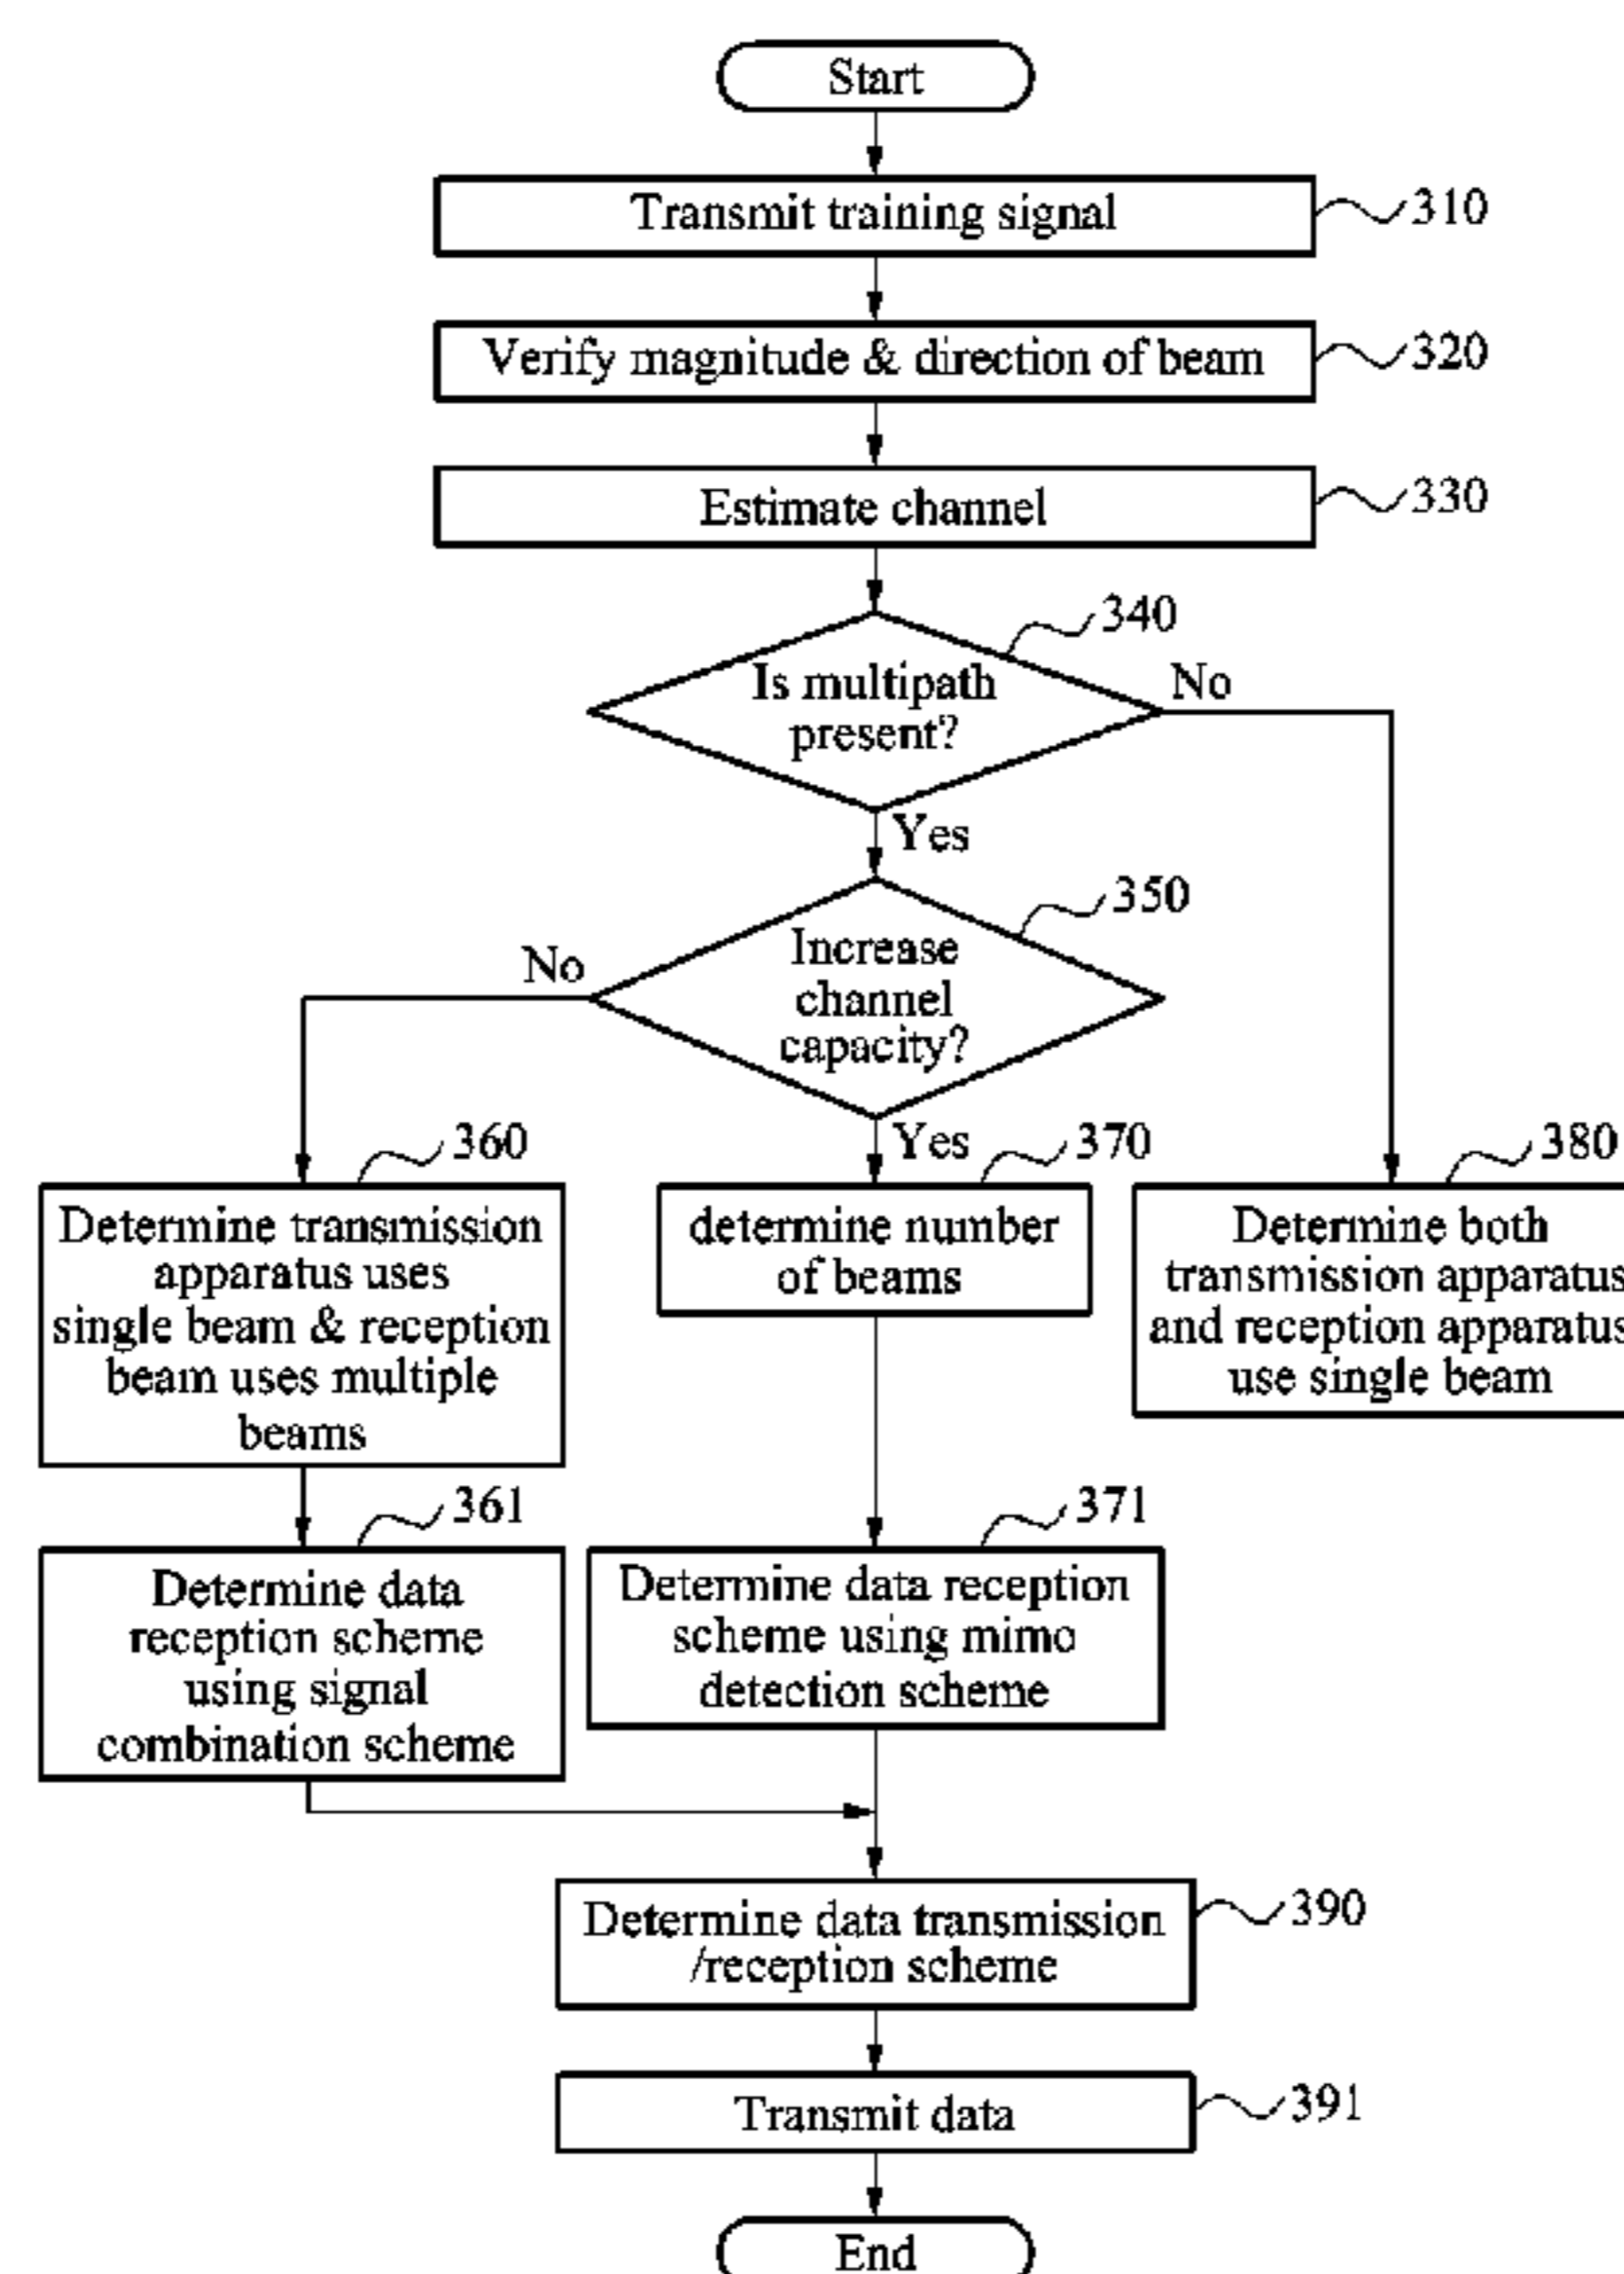 Start
Transmit training signal
310
Verify magnitude & direction of beam
320
Estimate channel
330
340
Is multipath
present?
No
Yes
350
Increase
channel
capacity?
No
Yes
360
Determine transmission
apparatus uses
single beam & reception
beam uses multiple
beams
370
determine number
of beams
380
Determine both
transmission apparatus
and reception apparatus
use single beam
361
Determine data
reception scheme
using signal
combination scheme
371
Determine data reception
scheme using mimo
detection scheme
390
Determine data transmission
/reception scheme
Transmit data
391
End